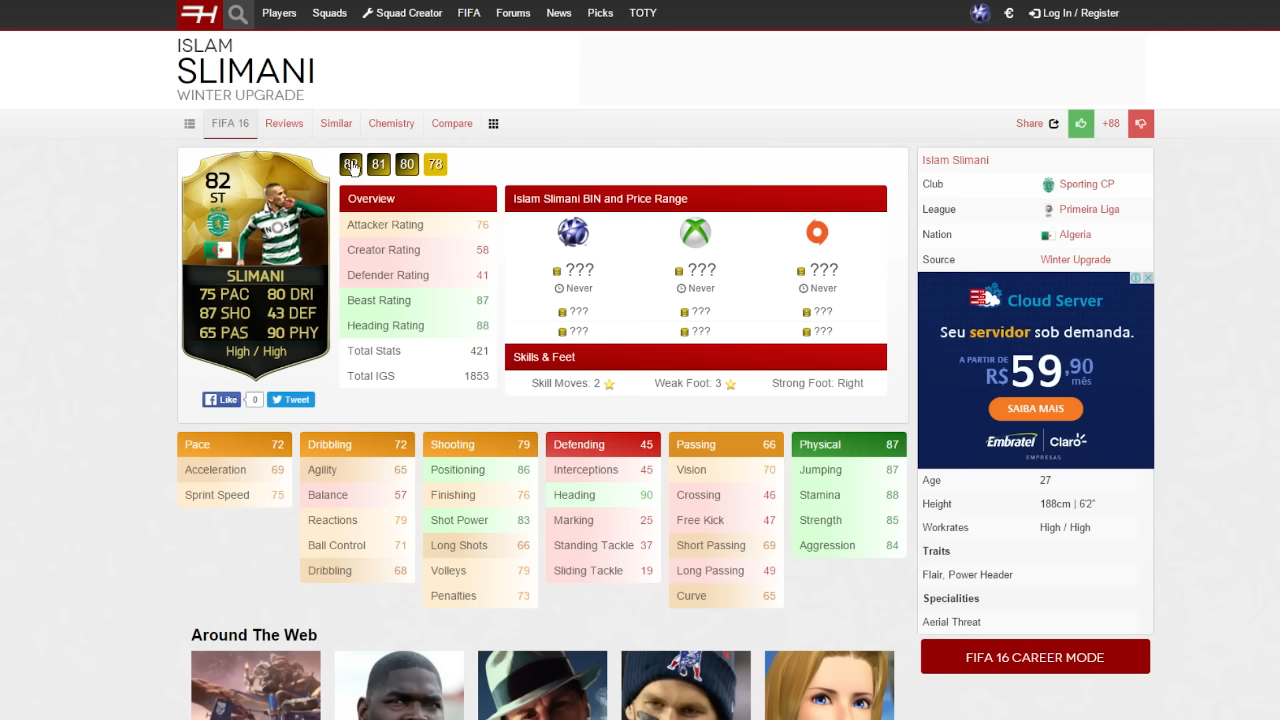 Players Squads Squad Creator FIFA Forums News Picks TOTY € Log In / Register
ISLAM
SLIMANI
WINTER UPGRADE
FIFA 16 Reviews Similar Chemistry Compare Share +88
81 80 78
82
ST
SLIMANI
75 PAC 80 DRI
87 SHO 43 DEF
65 PAS 90 PHY
High / High
Like 0 Tweet
Overview
Attacker Rating 76
Creator Rating 58
Defender Rating 41
Beast Rating 87
Heading Rating 88
Total Stats 421
Total IGS 1853
Islam Slimani BIN and Price Range
??? ??? ???
Never Never Never
??? ??? ???
??? ??? ???
Skills & Feet
Skill Moves: 2 Weak Foot: 3 Strong Foot: Right
Islam Slimani
Club Sporting CP
League Primeira Liga
Nation Algeria
Source Winter Upgrade
Cloud Server
Seu servidor sob demanda.
A PARTIR DE
R$59,90
mês
SAIBA MAIS
Embratel Claro
EMPRESAS
Age 27
Height 188cm | 6'2"
Workrates High / High
Traits
Flair, Power Header
Specialities
Aerial Threat
FIFA 16 CAREER MODE
Pace 72
Acceleration 69
Sprint Speed 75
Dribbling 72
Agility 65
Balance 57
Reactions 79
Ball Control 71
Dribbling 68
Shooting 79
Positioning 86
Finishing 76
Shot Power 83
Long Shots 66
Volleys 79
Penalties 73
Defending 45
Interceptions 45
Heading 90
Marking 25
Standing Tackle 37
Sliding Tackle 19
Passing 66
Vision 70
Crossing 46
Free Kick 47
Short Passing 69
Long Passing 49
Curve 65
Physical 87
Jumping 87
Stamina 88
Strength 85
Aggression 84
Around The Web